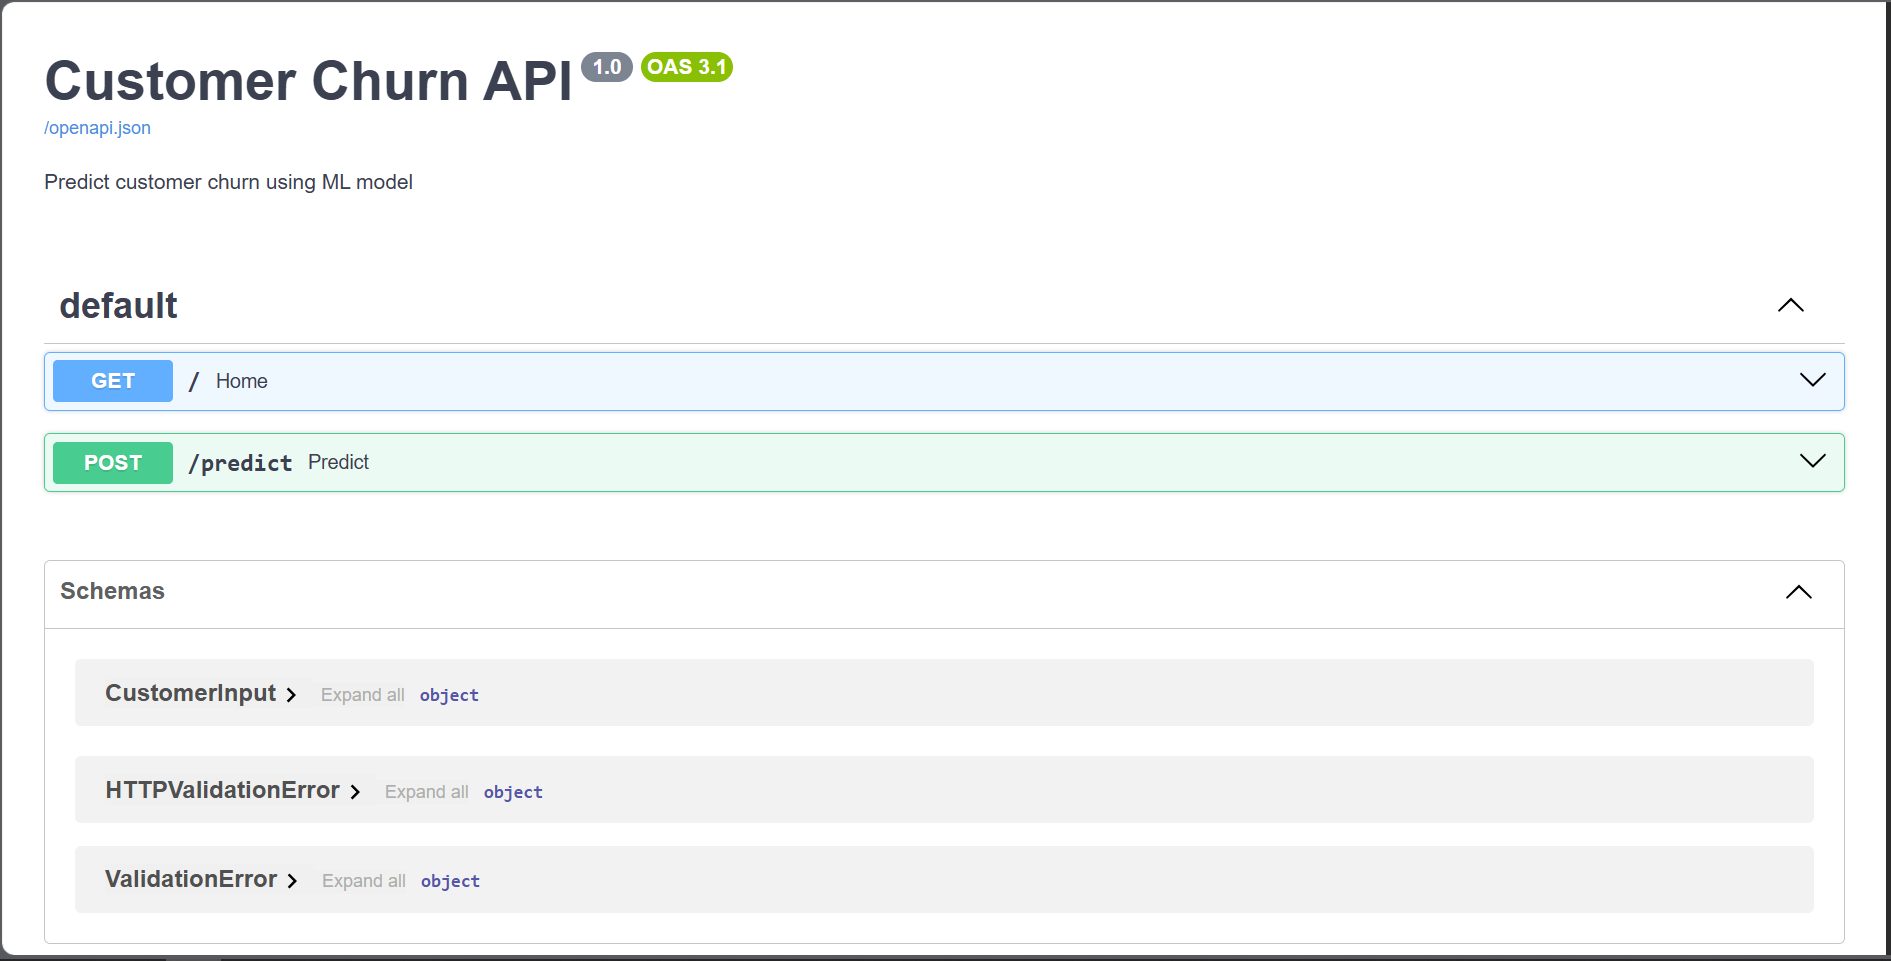 Customer Churn API 1.0 OAS 3.1
/openapi.json
Predict customer churn using ML model
default
GET / Home
POST /predict Predict
Schemas
CustomerInput Expand all object
HTTPValidationError Expand all object
ValidationError Expand all object